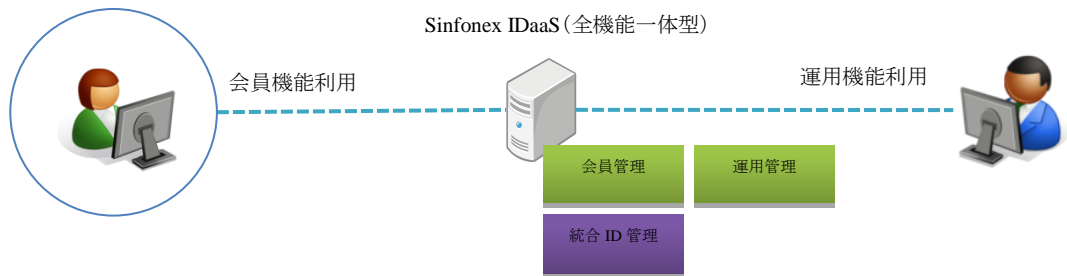 Sinfonex IDaaS（全機能一体型）
会員機能利用
運用機能利用
会員管理
運用管理
統合 ID 管理